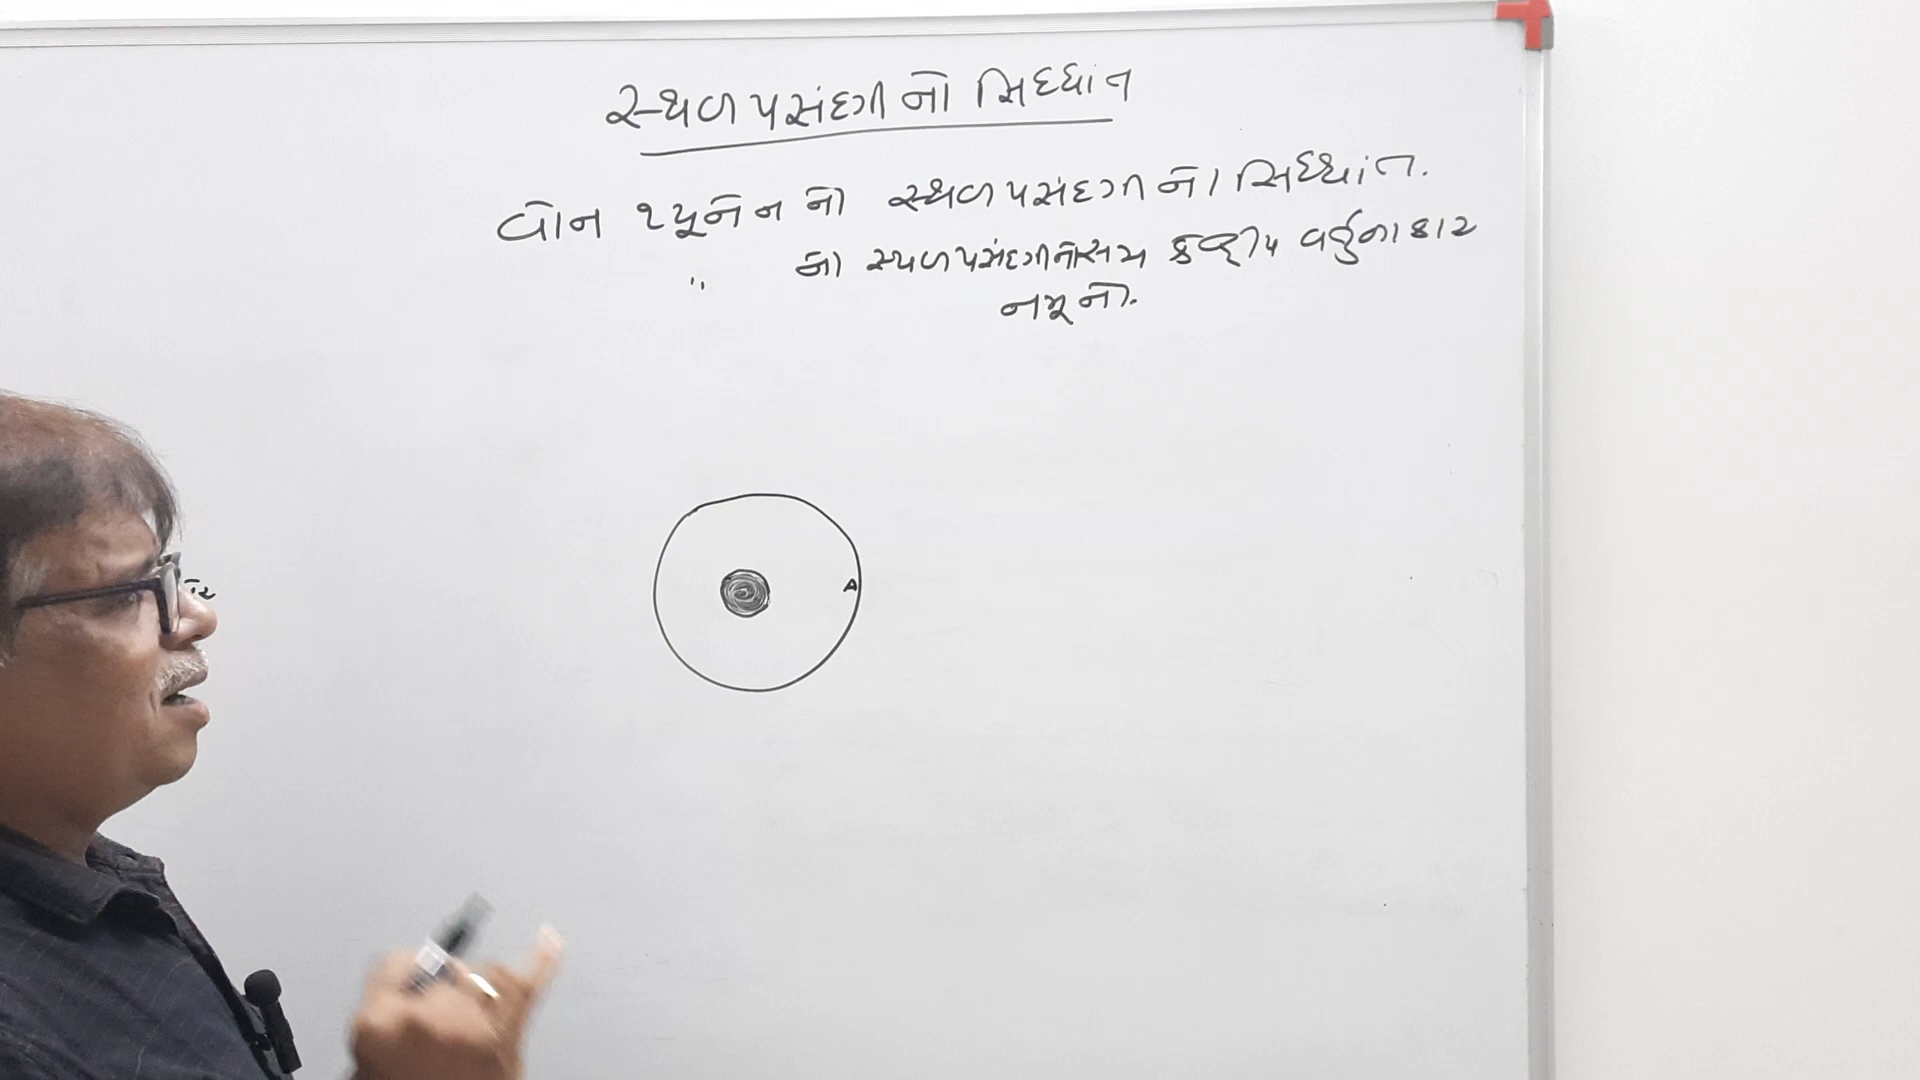 સ્થળ પસંદગીનો સિદ્ધાંત
વોન થ્યૂનેન નો સ્થળ પસંદગીનો સિદ્ધાંત.
" નો સ્થળ પસંદગીનો કેન્દ્રીય વર્તુળાકાર
નમૂનો.
A